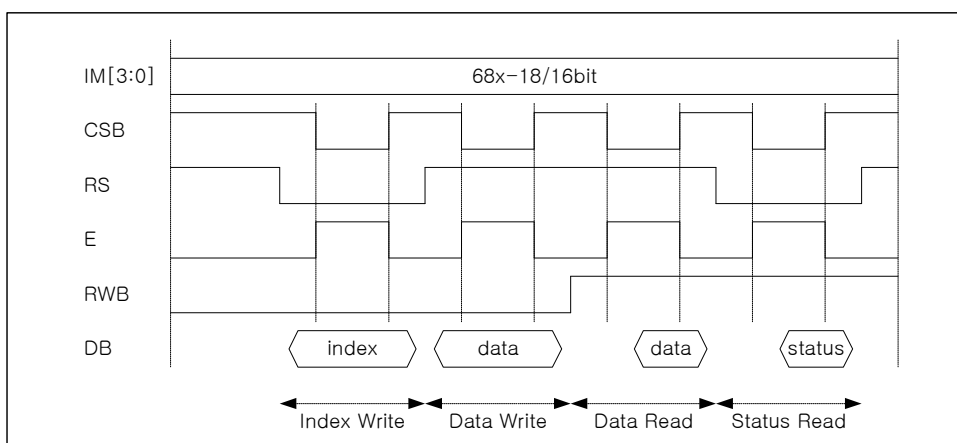 IM[3:0]
68x-18/16bit
CSB
RS
E
RWB
DB
index
data
data
status
Index Write
Data Write
Data Read
Status Read